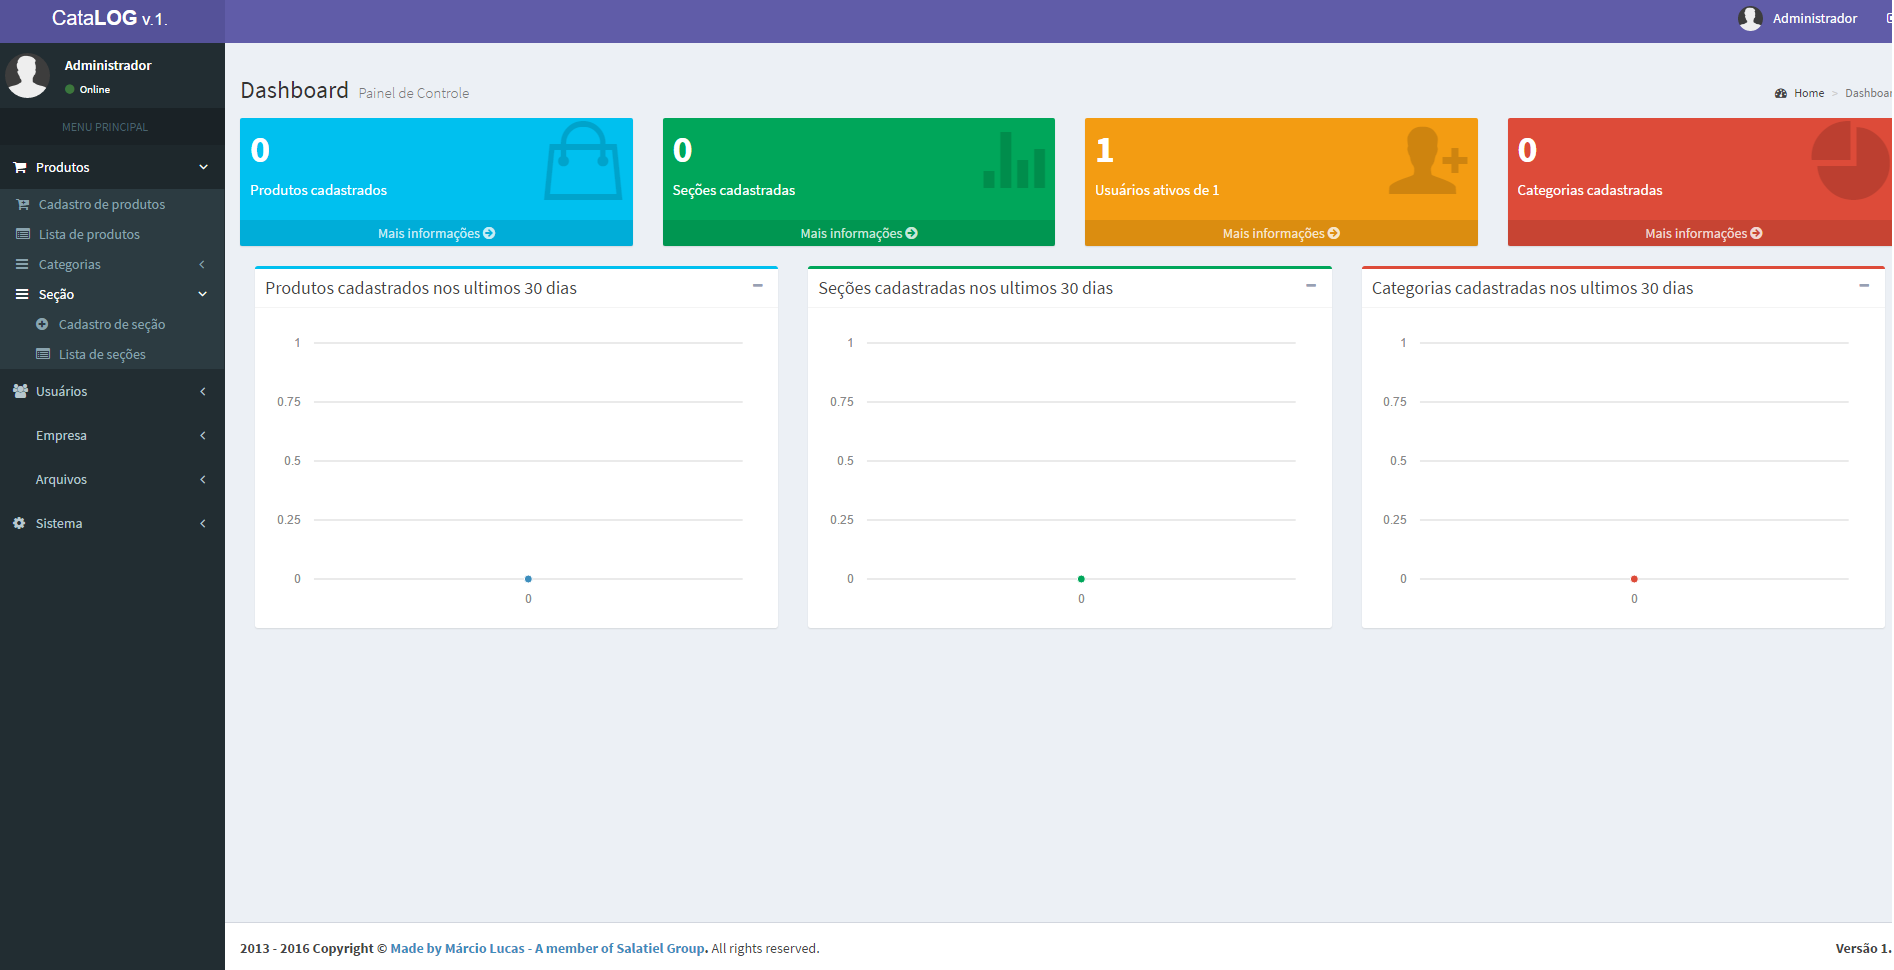 CataLOG v.1.
Administrador
Administrador
Online
MENU PRINCIPAL
Produtos
Cadastro de produtos
Lista de produtos
Categorias
Seção
Cadastro de seção
Lista de seções
Usuários
Empresa
Arquivos
Sistema
Dashboard Painel de Controle
Home > Dashboar
0
Produtos cadastrados
Mais informações
0
Seções cadastradas
Mais informações
1
Usuários ativos de 1
Mais informações
0
Categorias cadastradas
Mais informações
Produtos cadastrados nos ultimos 30 dias
1
0.75
0.5
0.25
0
0
Seções cadastradas nos ultimos 30 dias
1
0.75
0.5
0.25
0
0
Categorias cadastradas nos ultimos 30 dias
1
0.75
0.5
0.25
0
0
2013 - 2016 Copyright © Made by Márcio Lucas - A member of Salatiel Group. All rights reserved.
Versão 1.